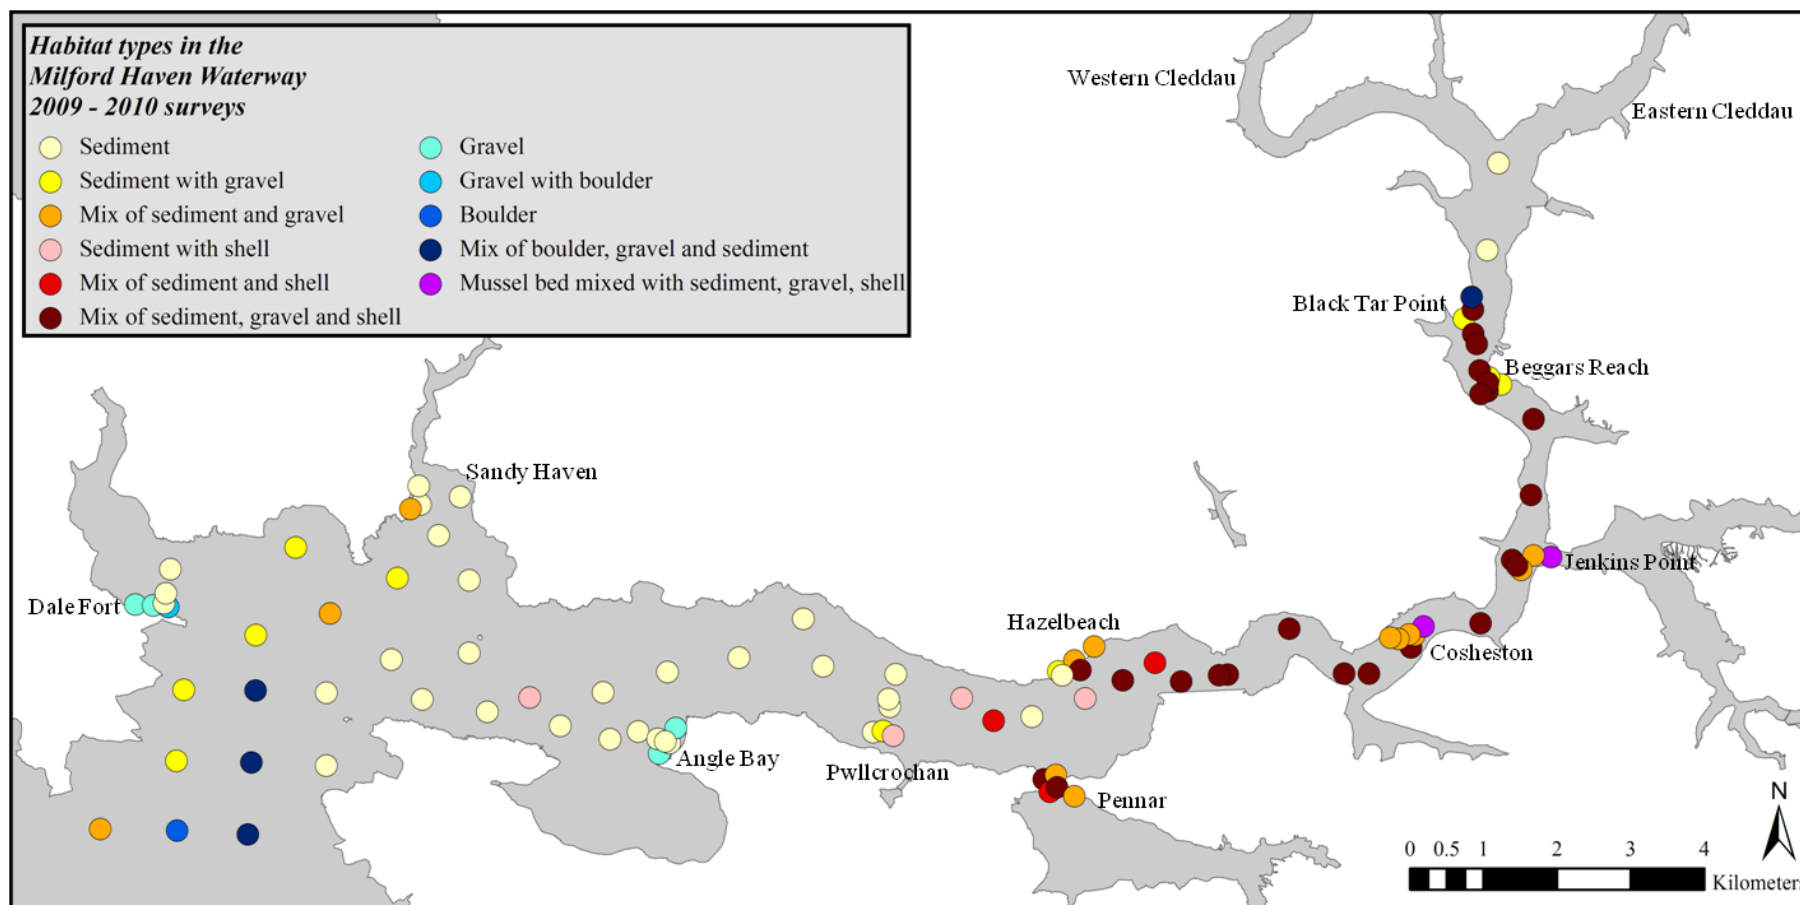 Habitat types in the
Milford Haven Waterway
2009 - 2010 surveys
Sediment
Sediment with gravel
Mix of sediment and gravel
Sediment with shell
Mix of sediment and shell
Mix of sediment, gravel and shell
Gravel
Gravel with boulder
Boulder
Mix of boulder, gravel and sediment
Mussel bed mixed with sediment, gravel, shell
Western Cleddau
Eastern Cleddau
Black Tar Point
Beggars Reach
Sandy Haven
Jenkins Point
Dale Fort
Hazelbeach
Cosheston
Angle Bay
Pwllcrochan
Pennar
N
0 0.5 1 2 3 4
Kilometers